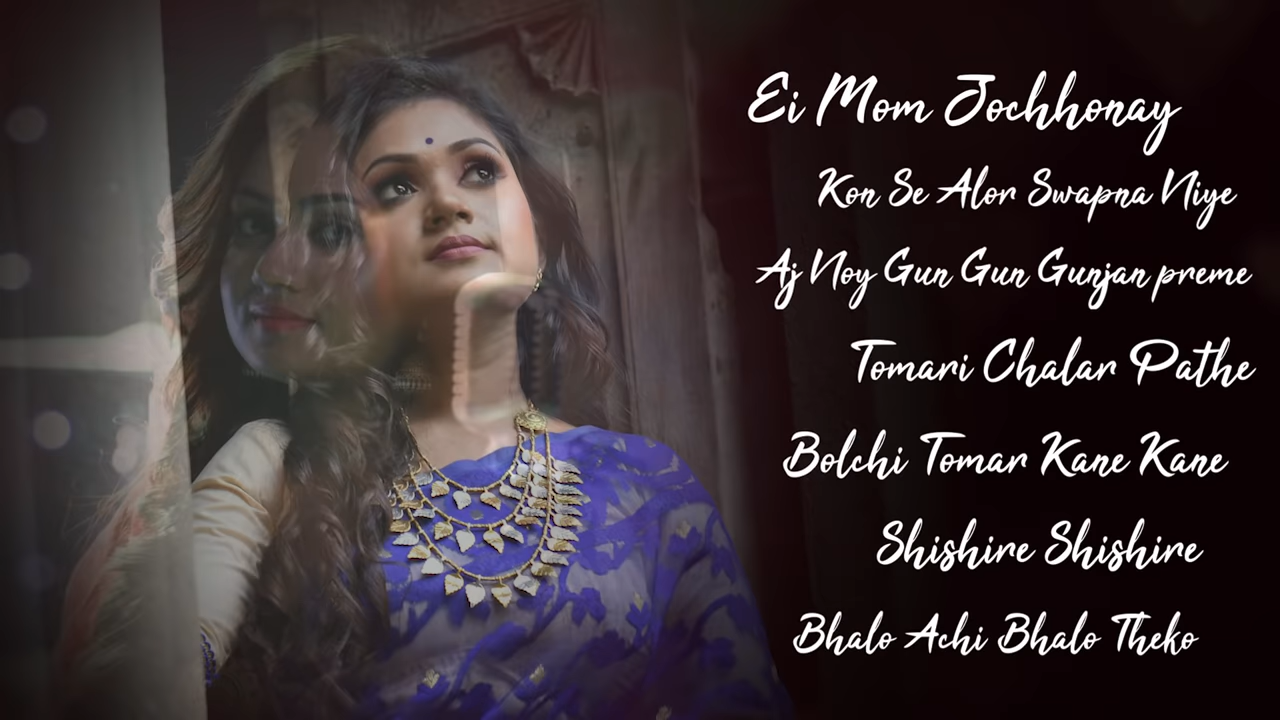 Ei Mom Jochhonay
Kon Se Alor Swapna Niye
Aj Noy Gun Gun Gunjan preme
Tomari Chalar Pathe
Bolchi Tomar Kane Kane
Shishire Shishire
Bhalo Achi Bhalo Theko